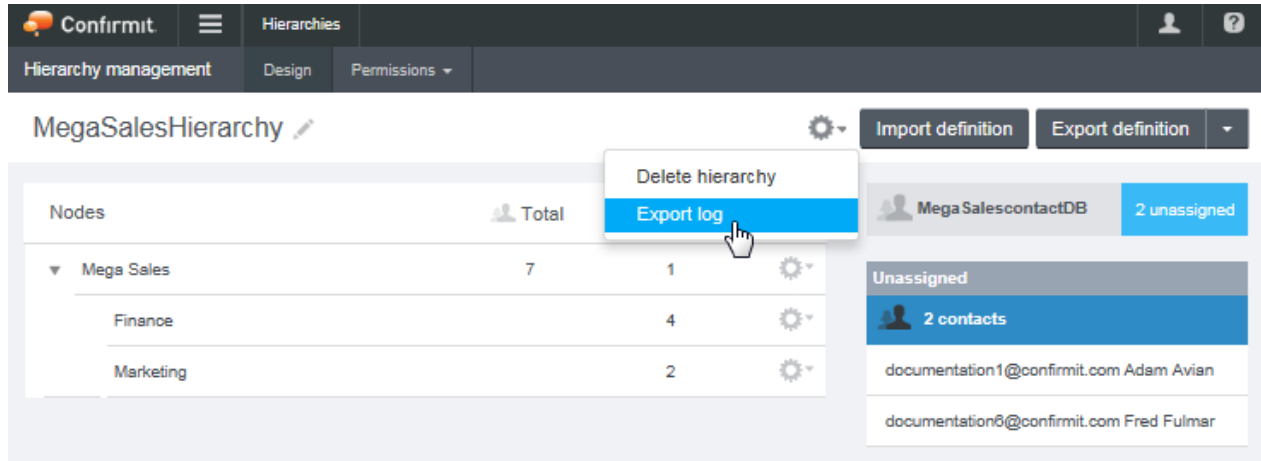 Confirmit. Hierarchies
Hierarchy management Design Permissions
MegaSalesHierarchy Import definition Export definition
Delete hierarchy
Nodes Total Export log MegaSalescontactDB 2 unassigned
Mega Sales 7 1 Unassigned
Finance 4 2 contacts
Marketing 2 documentation1@confirmit.com Adam Avian
documentation6@confirmit.com Fred Fulmar